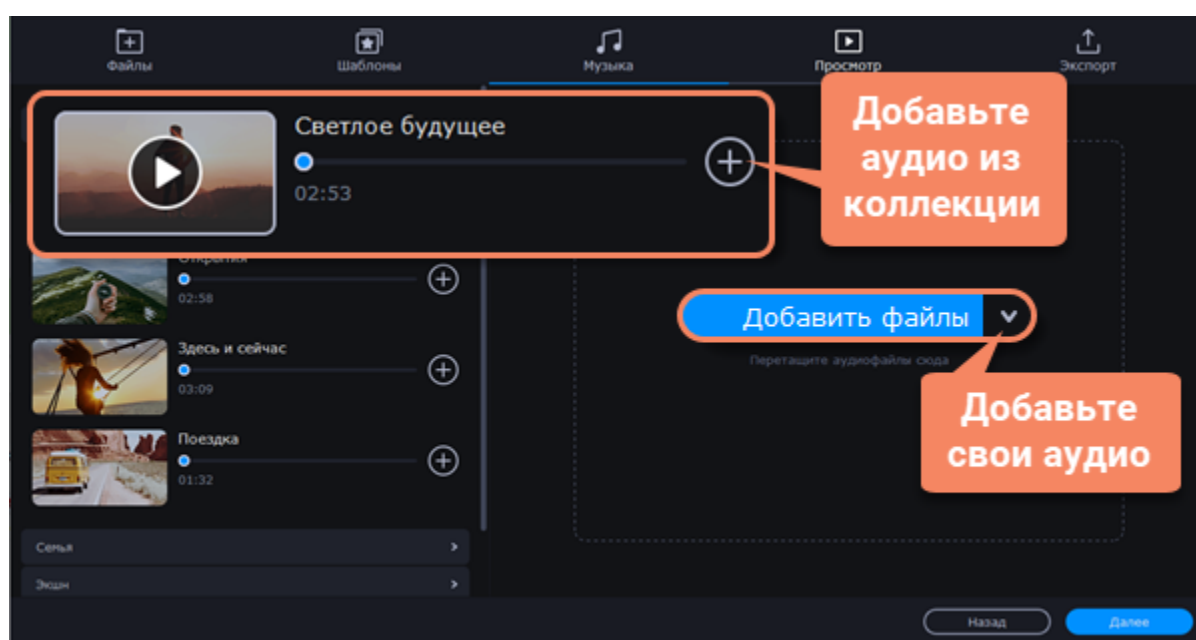 Файлы
Шаблоны
Музыка
Просмотр
Экспорт
Светлое будущее
02:53
Добавьте
аудио из
коллекции
Открытия
02:58
Здесь и сейчас
03:09
Поездка
01:32
Семья
Экшн
Добавить файлы
Перетащите аудиофайлы сюда
Добавьте
свои аудио
Назад
Далее